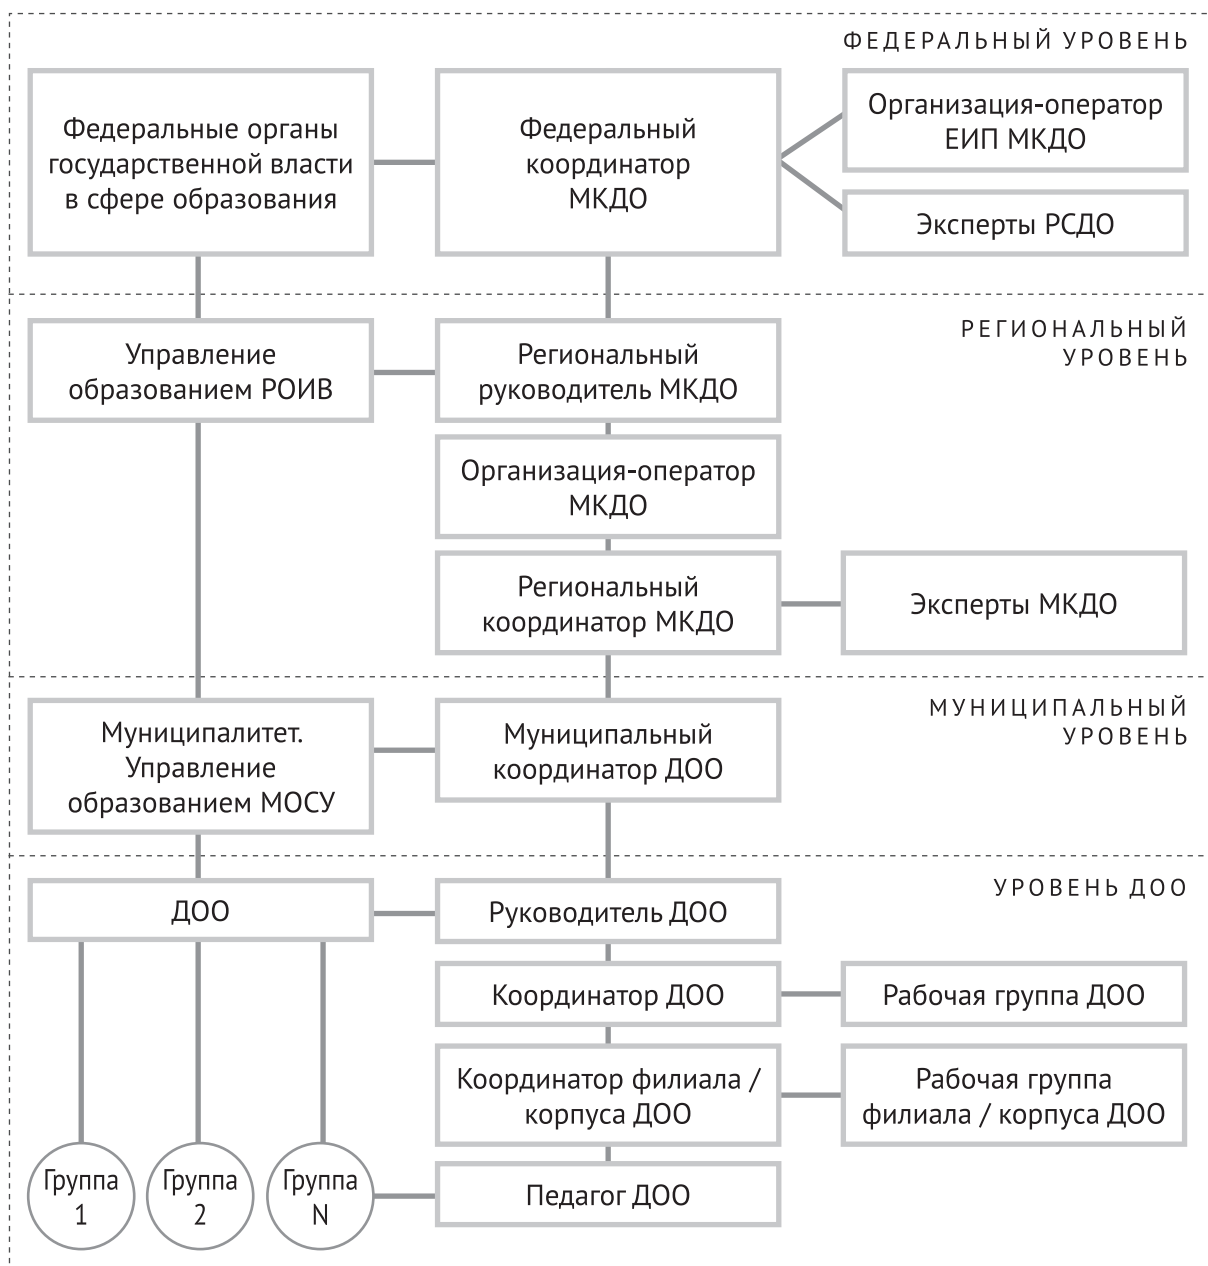 ФЕДЕРАЛЬНЫЙ УРОВЕНЬ
Федеральные органы
государственной власти
в сфере образования
Федеральный
координатор
МКДО
Организация-оператор
ЕИП МКДО
Эксперты РСДО
РЕГИОНАЛЬНЫЙ
УРОВЕНЬ
Управление
образованием РОИВ
Региональный
руководитель МКДО
Организация-оператор
МКДО
Региональный
координатор МКДО
Эксперты МКДО
МУНИЦИПАЛЬНЫЙ
УРОВЕНЬ
Муниципалитет.
Управление
образованием МОСУ
Муниципальный
координатор ДОО
УРОВЕНЬ ДОО
ДОО
Руководитель ДОО
Координатор ДОО
Рабочая группа ДОО
Координатор филиала /
корпуса ДОО
Рабочая группа
филиала / корпуса ДОО
Группа
1
Группа
2
Группа
N
Педагог ДОО